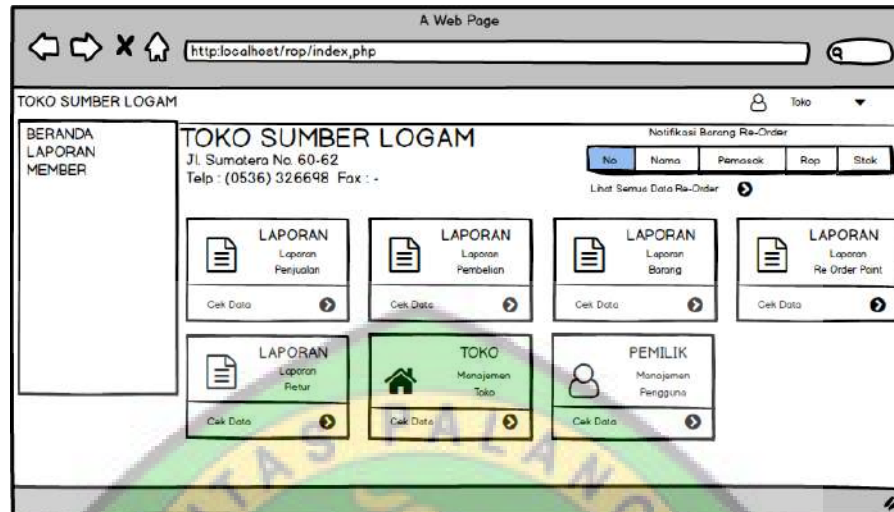 A Web Page
http:localhost/rop/index,php
TOKO SUMBER LOGAM
Toko
BERANDA
LAPORAN
MEMBER
TOKO SUMBER LOGAM
Jl. Sumatera No. 60-62
Telp : (0536) 326698 Fax : -
Notifikasi Barang Re-Order
No Nama Pemasok Rop Stok
Lihat Semua Data Re-Order
LAPORAN
Laporan
Penjualan
Cek Data
LAPORAN
Laporan
Pembelian
Cek Data
LAPORAN
Laporan
Barang
Cek Data
LAPORAN
Laporan
Re Order Point
Cek Data
LAPORAN
Laporan
Retur
Cek Data
TOKO
Manajemen
Toko
Cek Data
PEMILIK
Manajemen
Pengguna
Cek Data